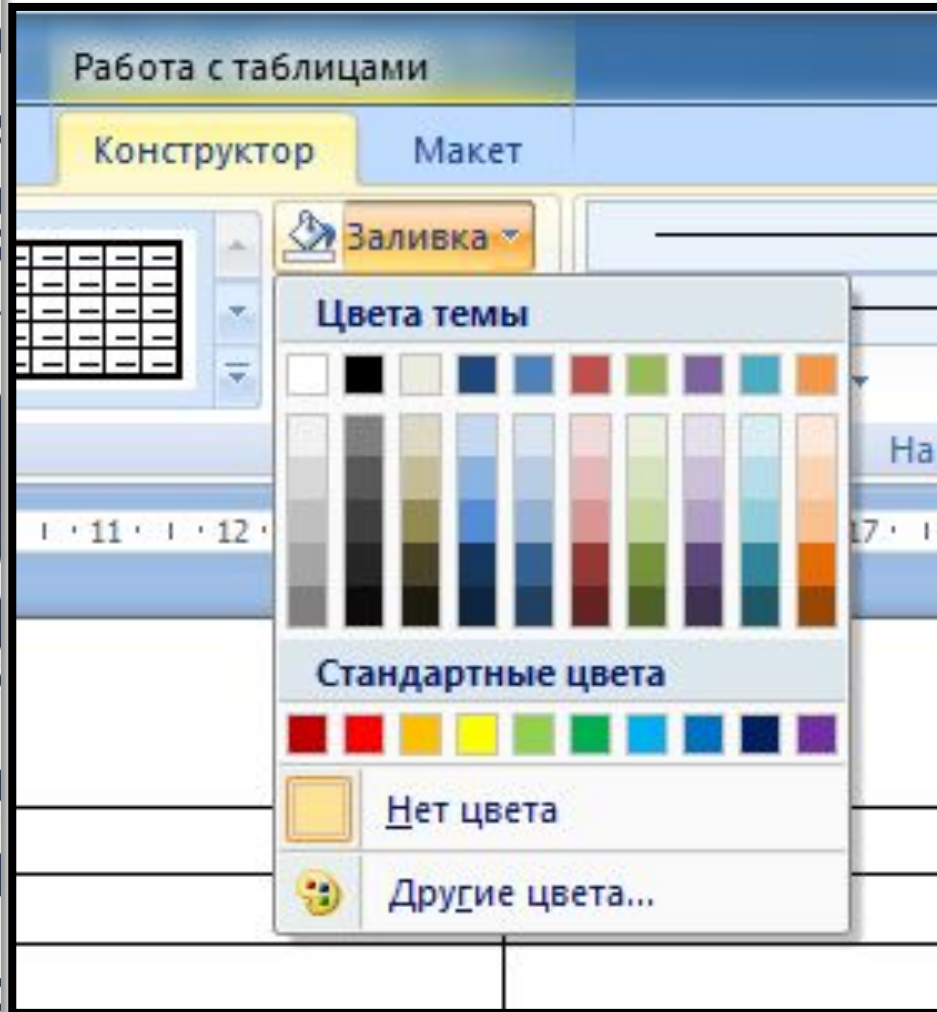 Работа с таблицами
Конструктор Макет
Заливка
Цвета темы
На
11 12 17
Стандартные цвета
Нет цвета
Другие цвета...